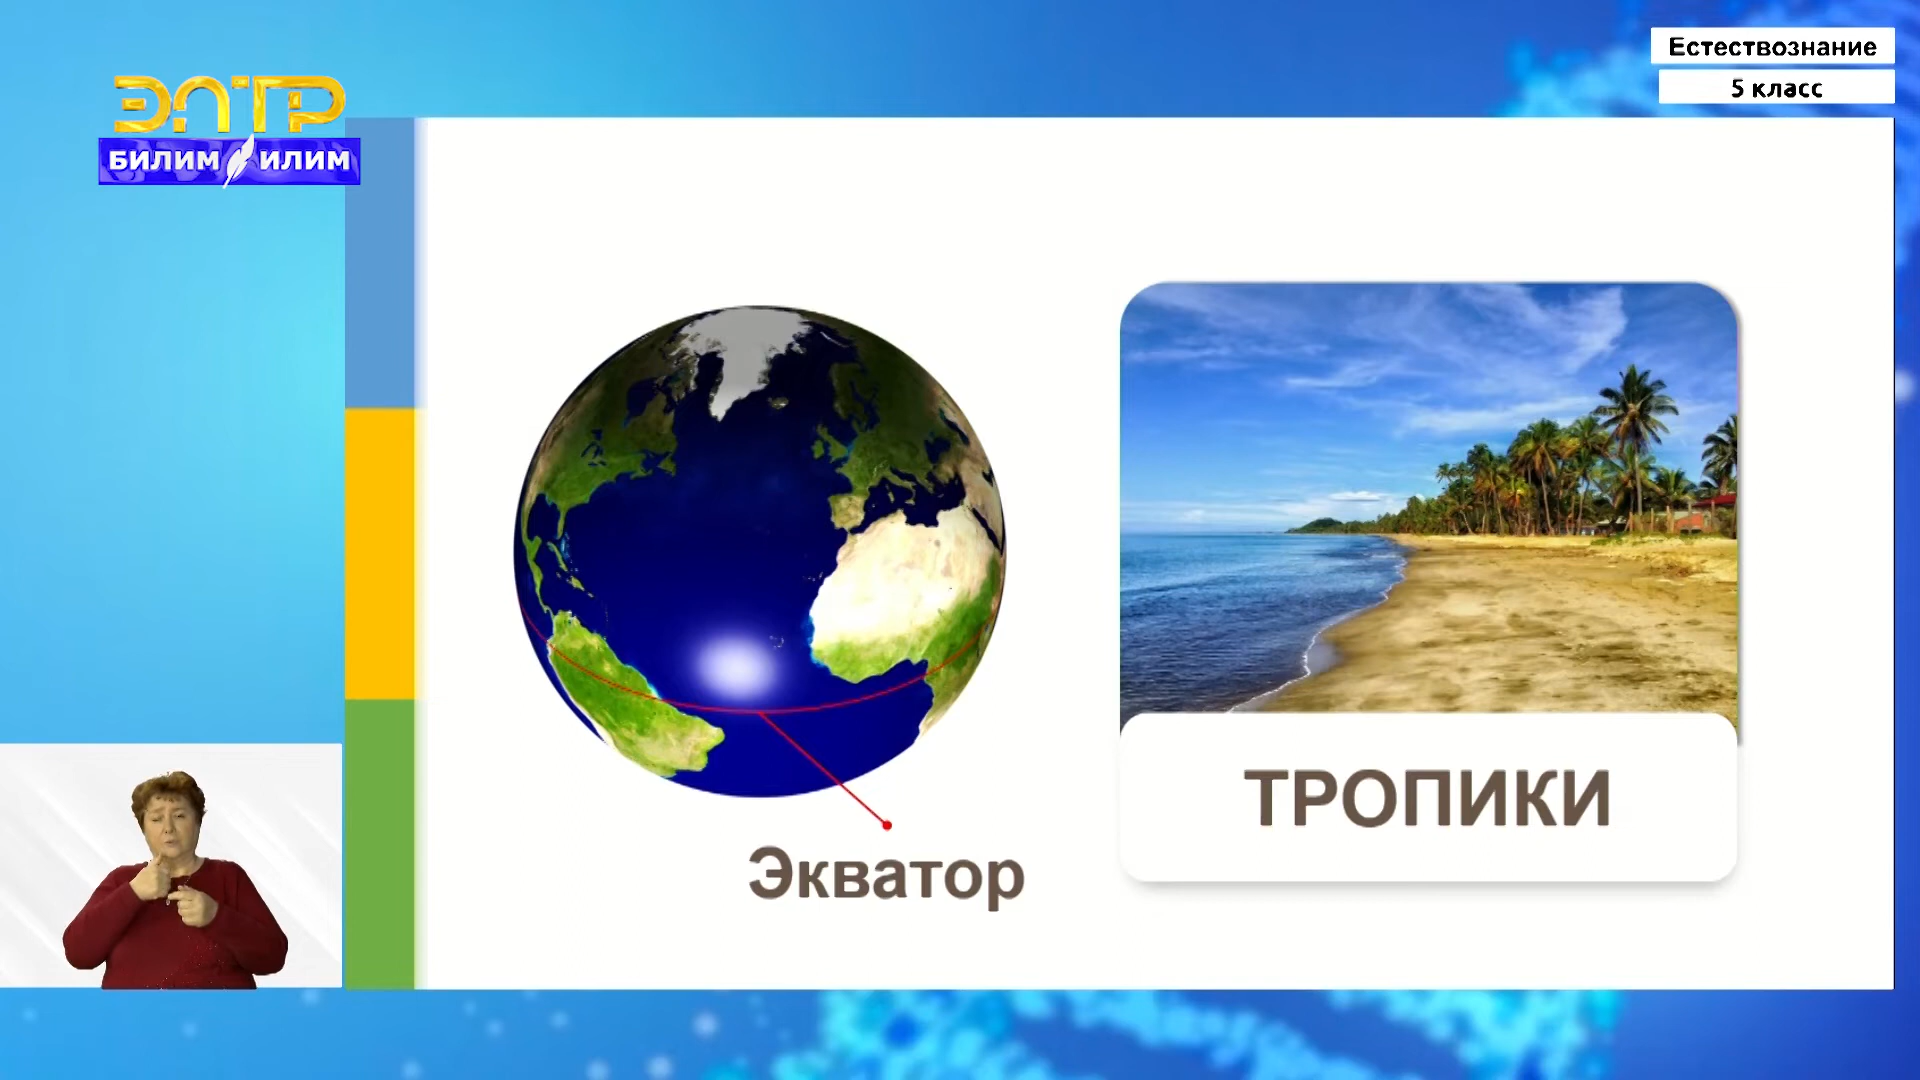 Естествознание
5 класс
ЭЛТР
БИЛИМ ИЛИМ
ТРОПИКИ
Экватор